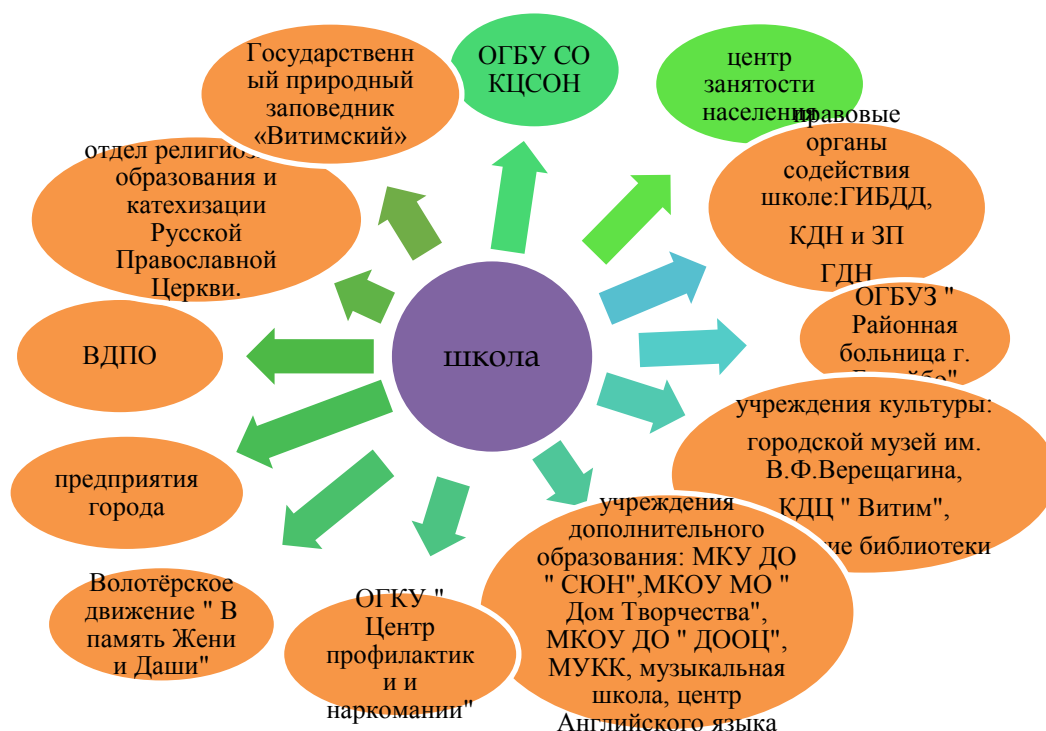 ОГБУ СО
КЦСОН
центр
занятости
населения
правовые
органы
содействия
школе:ГИБДД,
КДН и ЗП
ГДН
ОГБУЗ "
Районная
больница г.
учреждения культуры:
городской музей им.
В.Ф.Верещагина,
КДЦ " Витим",
библиотеки
учреждения
дополнительного
образования: МКУ ДО
" СЮН",МКОУ МО "
Дом Творчества",
МКОУ ДО " ДООЦ",
МУКК, музыкальная
школа, центр
Английского языка
ОГКУ "
Центр
профилактик
и и
наркомании"
Волотёрское
движение " В
память Жени
и Даши"
предприятия
города
ВДПО
отдел
образования и
катехизации
Русской
Православной
Церкви.
Государственн
ый природный
заповедник
«Витимский»
школа